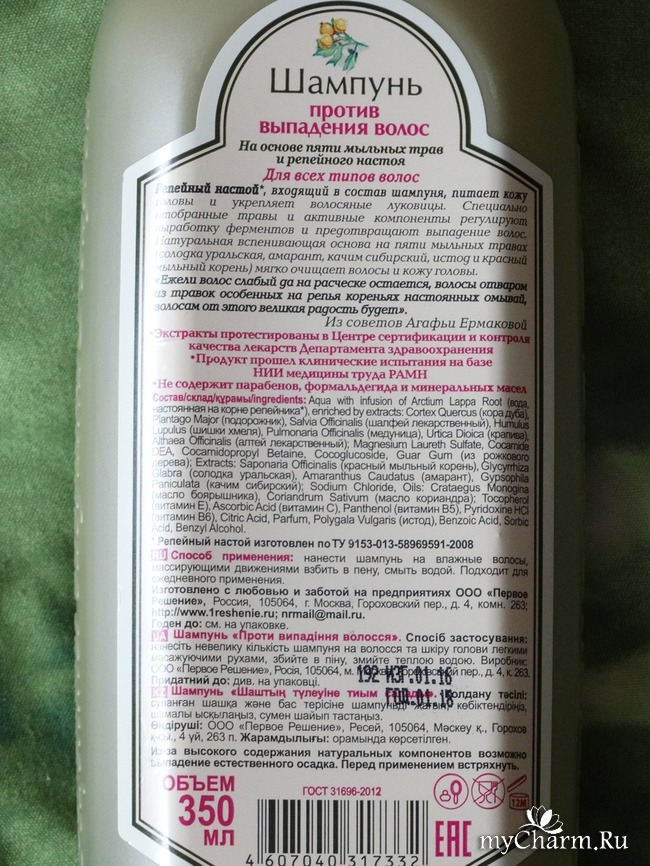 Шампунь
против
выпадения волос
На основе пяти мыльных трав
и репейного настоя
Для всех типов волос
Репейный настой*, входящий в состав шампуня, питает кожу
головы и укрепляет волосяные луковицы. Специально
отобранные травы и активные компоненты регулируют
выработку ферментов и предотвращают выпадение волос.
Натуральная вспенивающая основа на пяти мыльных травах
(солодка уральская, амарант, качим сибирский, истод и красный
мыльный корень) мягко очищает волосы и кожу головы.
«Ежели волос слабый да на расческе остается, волосы отваром
из травок особенных на репья кореньях настоянных омывай,
волосам от этого великая радость будет».
Из советов Агафьи Ермаковой
*Экстракты протестированы в Центре сертификации и контроля
качества лекарств Департамента здравоохранения
*Продукт прошел клинические испытания на базе
НИИ медицины труда РАМН
*Не содержит парабенов, формальдегида и минеральных масел
Состав/склад/құрамы/ingredients: Aqua with infusion of Arctium Lappa Root (вода,
настоянная на корне репейника*), enriched by extracts: Cortex Quercus (кора дуба),
Plantago Major (подорожник), Salvia Officinalis (шалфей лекарственный), Humulus
Lupulus (шишки хмеля), Pulmonaria Officinalis (медуница), Urtica Dioica (крапива),
Althaea Officinalis (алтей лекарственный); Magnesium Laureth Sulfate, Cocamide
DEA, Cocamidopropyl Betaine, Cocoglucoside, Guar Gum (из рожкового
дерева); Extracts: Saponaria Officinalis (красный мыльный корень), Glycyrrhiza
Glabra (солодка уральская), Amaranthus Caudatus (амарант), Gypsophila
Paniculata (качим сибирский); Sodium Chloride, Oils: Crataegus Monogina
(масло боярышника), Coriandrum Sativum (масло кориандра); Tocopherol
(витамин E), Ascorbic Acid (витамин C), Panthenol (витамин B5), Pyridoxine HCl
(витамин B6), Citric Acid, Parfum, Polygala Vulgaris (истод), Benzoic Acid, Sorbic
Acid, Benzyl Alcohol.
* Репейный настой изготовлен по ТУ 9153-013-58969591-2008
RU Способ применения: нанести шампунь на влажные волосы,
массирующими движениями взбить в пену, смыть водой. Подходит для
ежедневного применения.
Изготовлено с любовью и заботой на предприятиях ООО «Первое
Решение», Россия, 105064, г. Москва, Гороховский пер., д. 4, комн. 263;
http://www.1reshenie.ru; nrmail@mail.ru.
Годен до: см. на упаковке.
UA Шампунь «Проти випадіння волосся». Спосіб застосування:
нанесіть невелику кількість шампуня на волосся та шкіру голови легкими
масажуючими рухами, збийте в піну, змийте теплою водою. Виробник:
ООО «Первое Решение», Росія, 105064, м. Гороховский пер., д. 4, к. 263.
Придатний до: див. на упаковці.
192 ИЗГ.01.16
ГОД.01.18
KZ Шампунь «Шаштың түлеуіне тиым Қолдану тәсілі:
суланған шашқа және бас терісіне шампуньді көбіктендіріңіз,
шамалы ысқылаңыз, сумен шайып тастаңыз.
Өндіруші: ООО «Первое Решение», Ресей, 105064, Мәскеу қ., Горохов
4 үй, 263 п. Жарамдылығы: орамында көрсетілген.
Из-за высокого содержания натуральных компонентов возможно
выпадение естественного осадка. Перед применением встряхнуть.
ОБЪЕМ
350
МЛ
ГОСТ 31696-2012
12M
4 607040 317332
EAC
myCharm.Ru